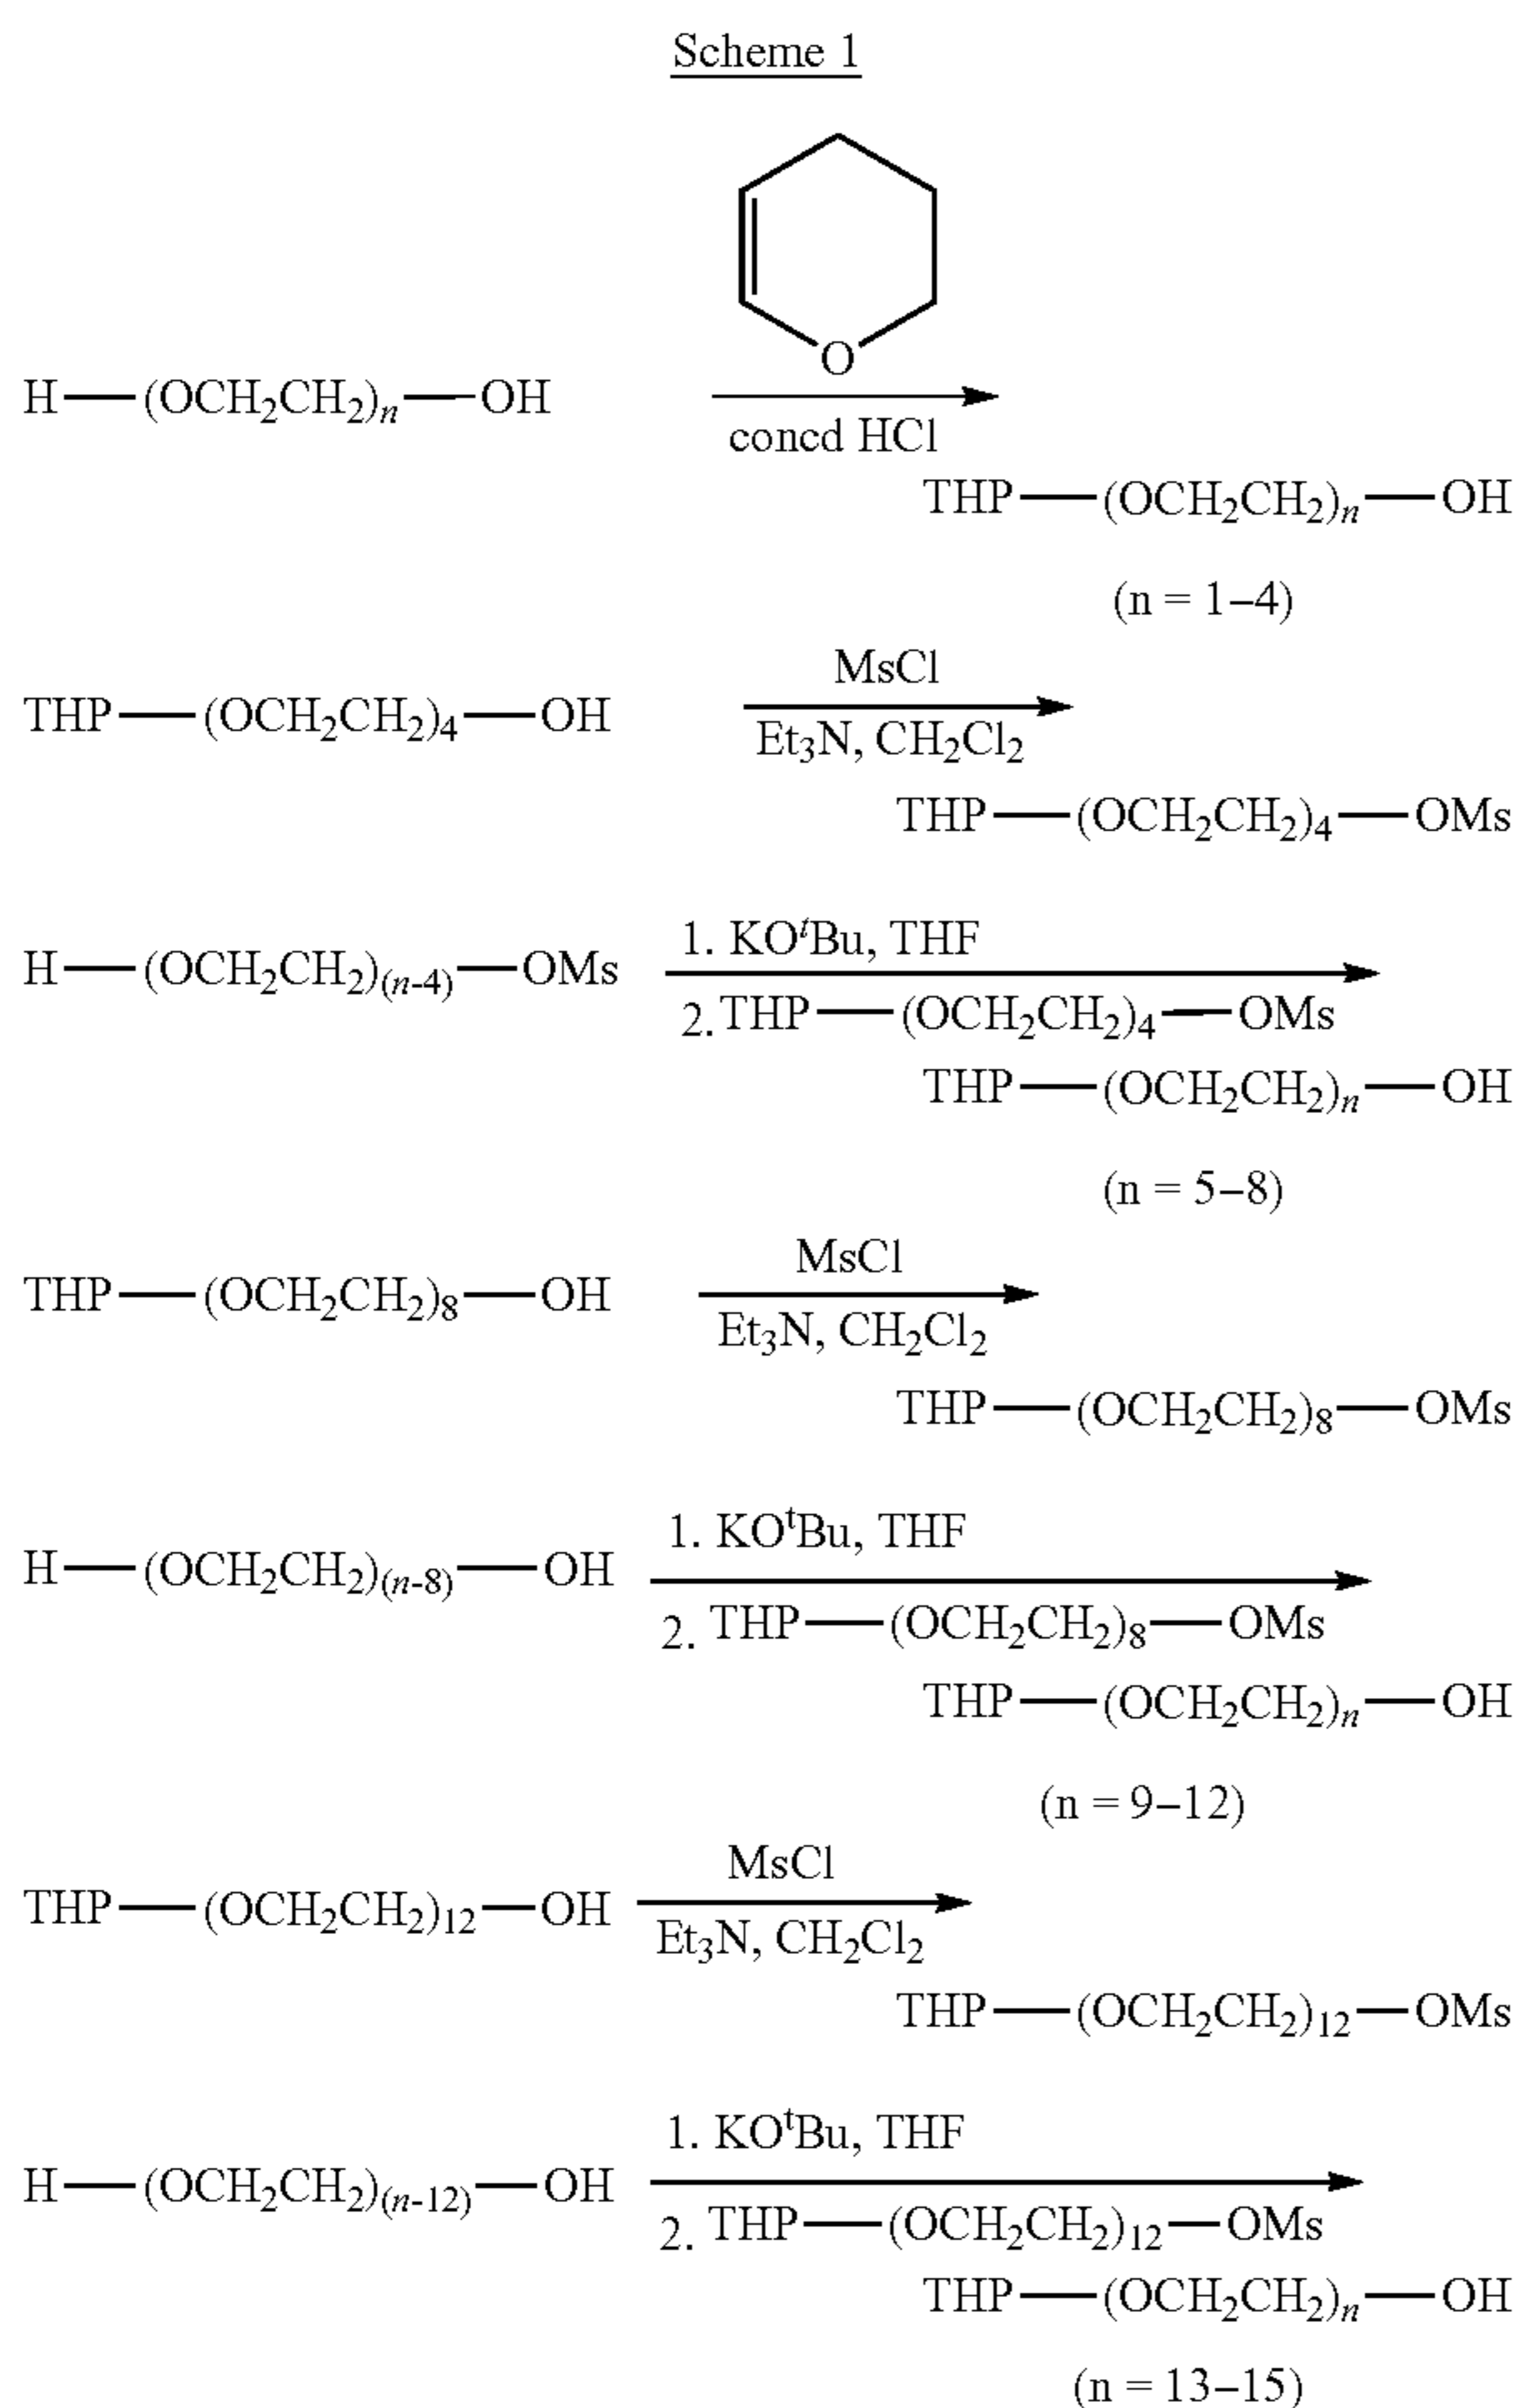 Scheme 1
O
H—(OCH₂CH₂)ₙ—OH
concd HCl
THP—(OCH₂CH₂)ₙ—OH
(n = 1–4)
MsCl
THP—(OCH₂CH₂)₄—OH
Et₃N, CH₂Cl₂
THP—(OCH₂CH₂)₄—OMs
1. KOᵗBu, THF
H—(OCH₂CH₂)₍ₙ₋₄₎—OMs
2. THP—(OCH₂CH₂)₄—OMs
THP—(OCH₂CH₂)ₙ—OH
(n = 5–8)
MsCl
THP—(OCH₂CH₂)₈—OH
Et₃N, CH₂Cl₂
THP—(OCH₂CH₂)₈—OMs
1. KOᵗBu, THF
H—(OCH₂CH₂)₍ₙ₋₈₎—OH
2. THP—(OCH₂CH₂)₈—OMs
THP—(OCH₂CH₂)ₙ—OH
(n = 9–12)
MsCl
THP—(OCH₂CH₂)₁₂—OH
Et₃N, CH₂Cl₂
THP—(OCH₂CH₂)₁₂—OMs
1. KOᵗBu, THF
H—(OCH₂CH₂)₍ₙ₋₁₂₎—OH
2. THP—(OCH₂CH₂)₁₂—OMs
THP—(OCH₂CH₂)ₙ—OH
(n = 13–15)